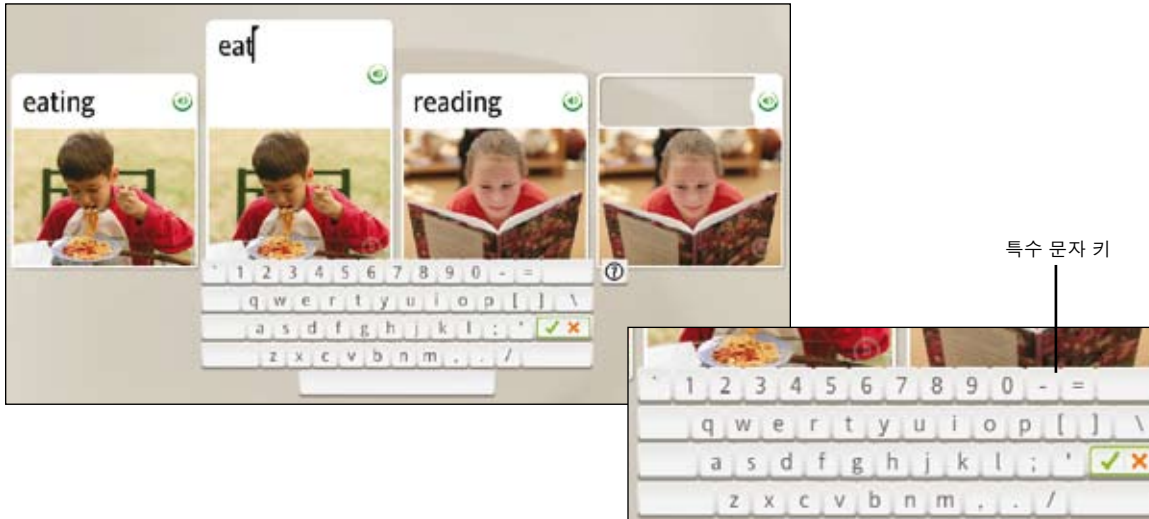 eat
eating
reading
` 1 2 3 4 5 6 7 8 9 0 - =
q w e r t y u i o p [ ] \
a s d f g h j k l ; '
z x c v b n m , . /
?
특수 문자 키
` 1 2 3 4 5 6 7 8 9 0 - =
q w e r t y u i o p [ ] \
a s d f g h j k l ; '
z x c v b n m , . /